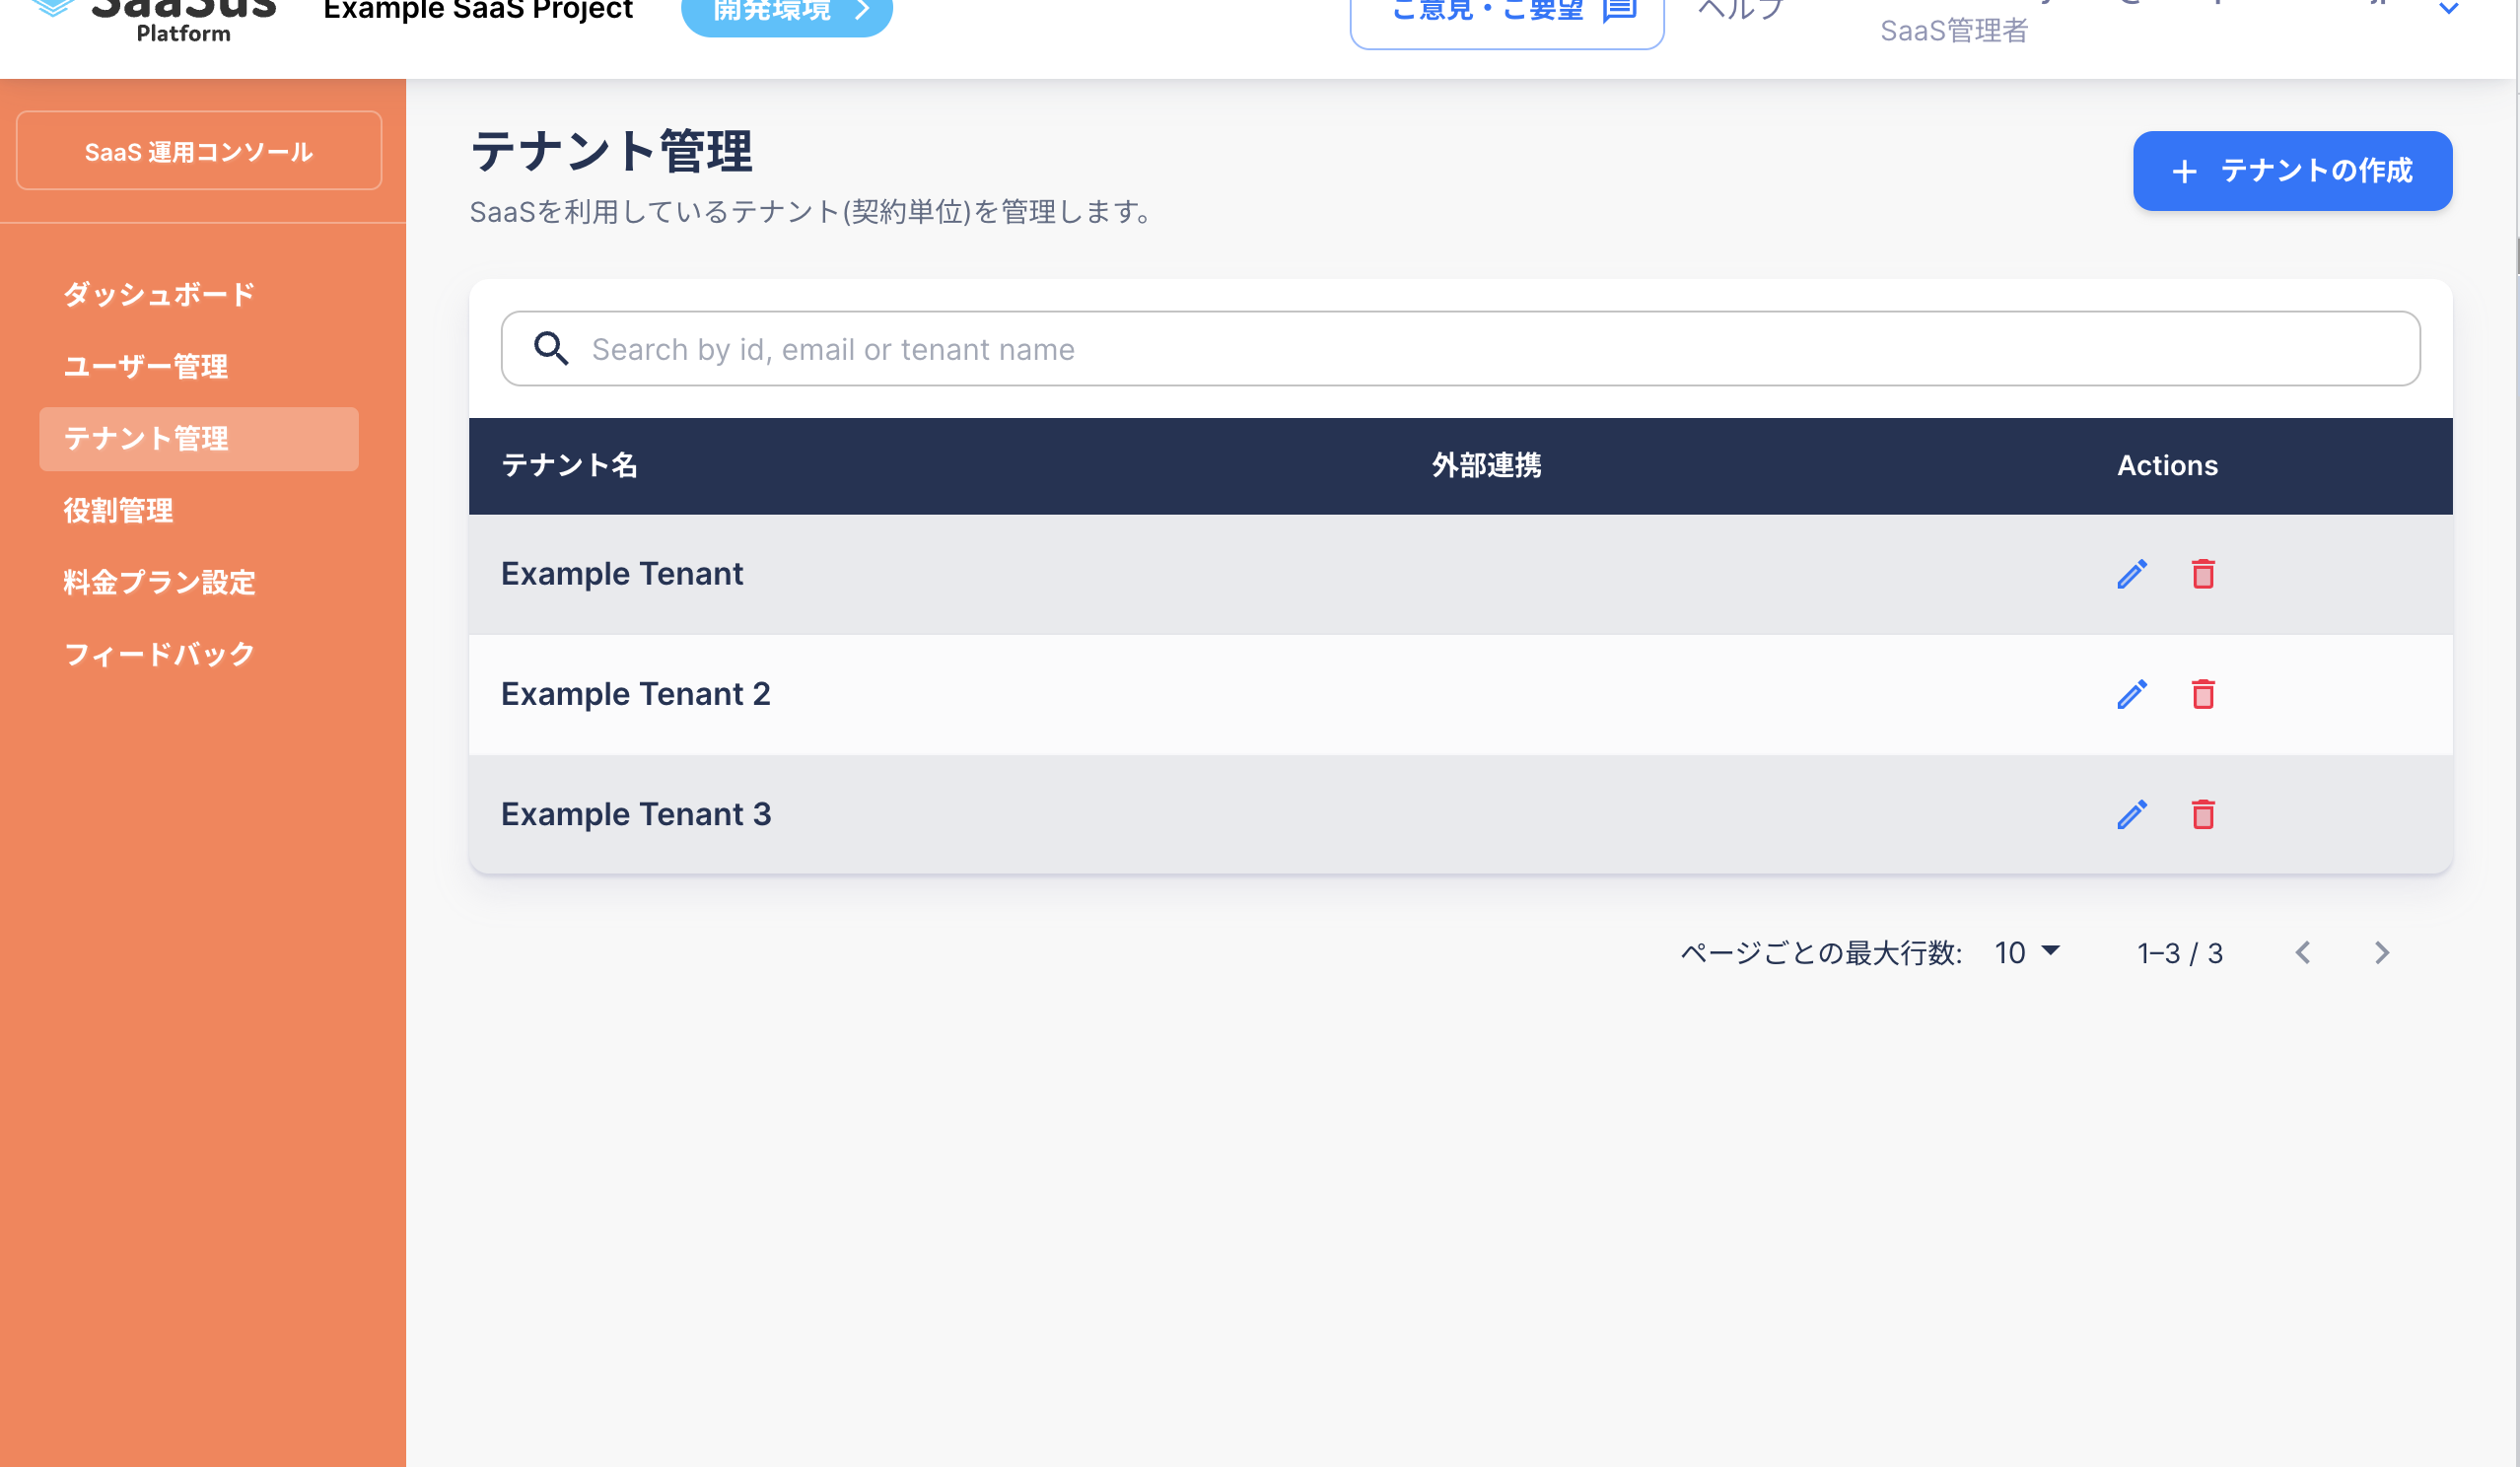 SaaSus
Platform
Example SaaS Project
開発環境
ご意見・ご要望
ヘルプ
SaaS管理者
SaaS 運用コンソール
ダッシュボード
ユーザー管理
テナント管理
役割管理
料金プラン設定
フィードバック
テナント管理
SaaSを利用しているテナント(契約単位)を管理します。
テナントの作成
Search by id, email or tenant name
テナント名 外部連携 Actions
Example Tenant
Example Tenant 2
Example Tenant 3
ページごとの最大行数: 10 1–3 / 3